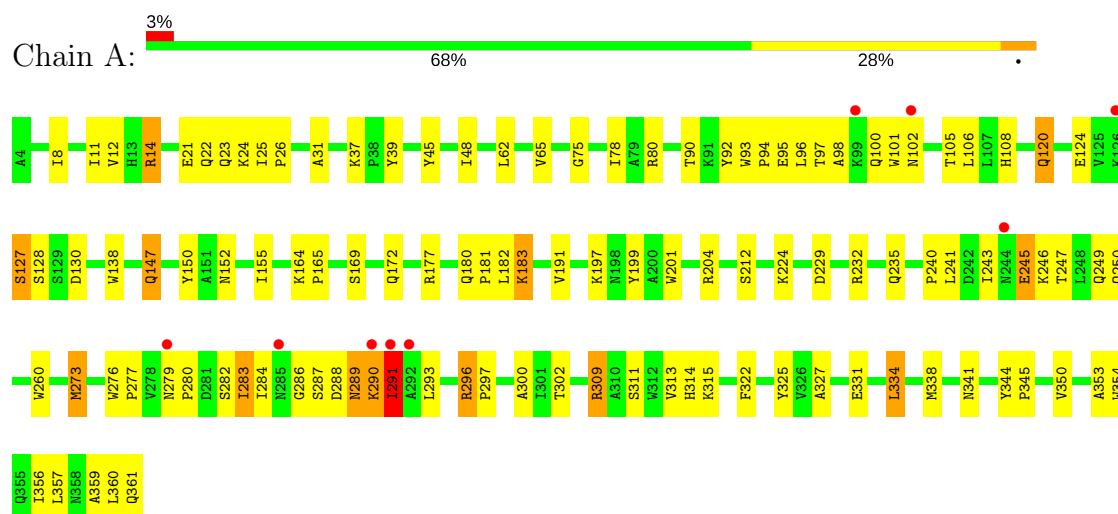 3%
Chain A:
68% 28% •
A4 I8 I11 V12 H13 R14 E21 Q22 Q23 K24 I25 P26 A31 K37 P38 Y39 Y45 I48 L62 V65 G75 I78 A79 R80 T90 K91 Y92 W93 P94 E95 L96 T97 A98 K99 Q100 W101 N102 T105 L106 L107 H108 Q120 E124 V125 K126
S127 S128 S129 D130 W138 Q147 Y150 A151 N152 I155 K164 P165 S169 Q172 R177 Q180 P181 L182 K183 V191 K197 N198 Y199 A200 W201 R204 S212 K224 D229 R232 Q235 P240 L241 D242 I243 N244 E245 K246 T247 L248 Q249
W260 M273 W276 P277 V278 N279 P280 D281 S282 I283 I284 N285 G286 S287 D288 N289 K290 I291 A292 L293 R296 P297 A300 I301 T302 R309 A310 S311 W312 V313 H314 K315 F322 Y325 V326 A327 E331 L334 M338 N341 Y344 P345 V350 A353 W354
Q355 I356 L357 N358 A359 L360 Q361